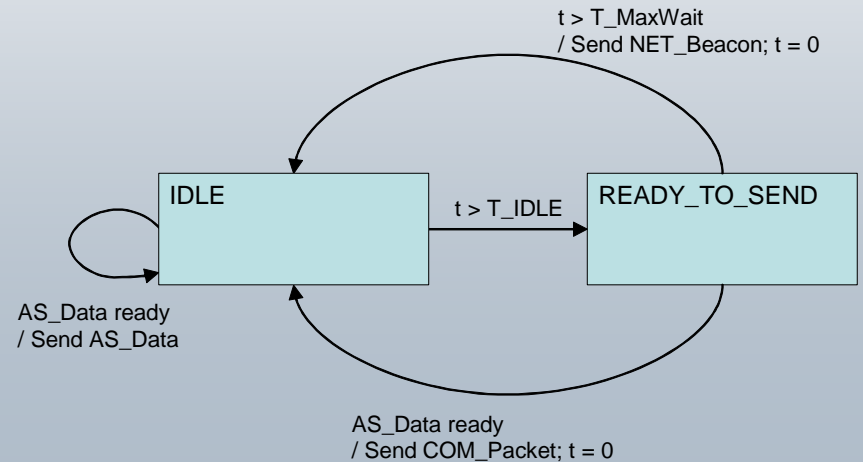 t > T_MaxWait
/ Send NET_Beacon; t = 0
IDLE
READY_TO_SEND
t > T_IDLE
AS_Data ready
/ Send AS_Data
AS_Data ready
/ Send COM_Packet; t = 0